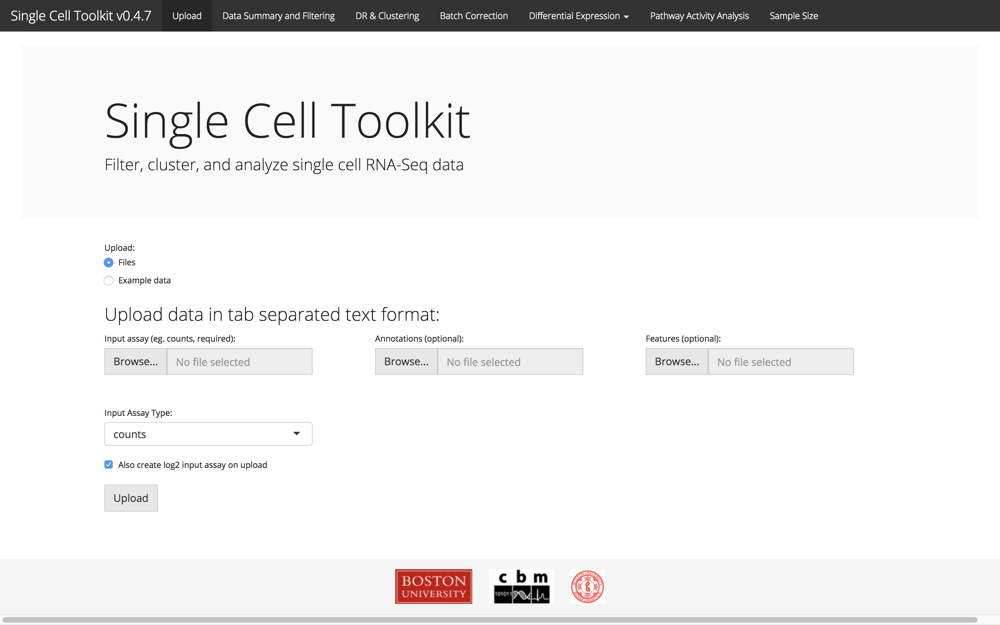 Single Cell Toolkit v0.4.7 Upload Data Summary and Filtering DR & Clustering Batch Correction Differential Expression Pathway Activity Analysis Sample Size
Single Cell Toolkit
Filter, cluster, and analyze single cell RNA-Seq data
Upload:
Files
Example data
Upload data in tab separated text format:
Input assay (eg. counts, required): Annotations (optional): Features (optional):
Browse... No file selected Browse... No file selected Browse... No file selected
Input Assay Type:
counts
Also create log2 input assay on upload
Upload
BOSTON
UNIVERSITY
cbm